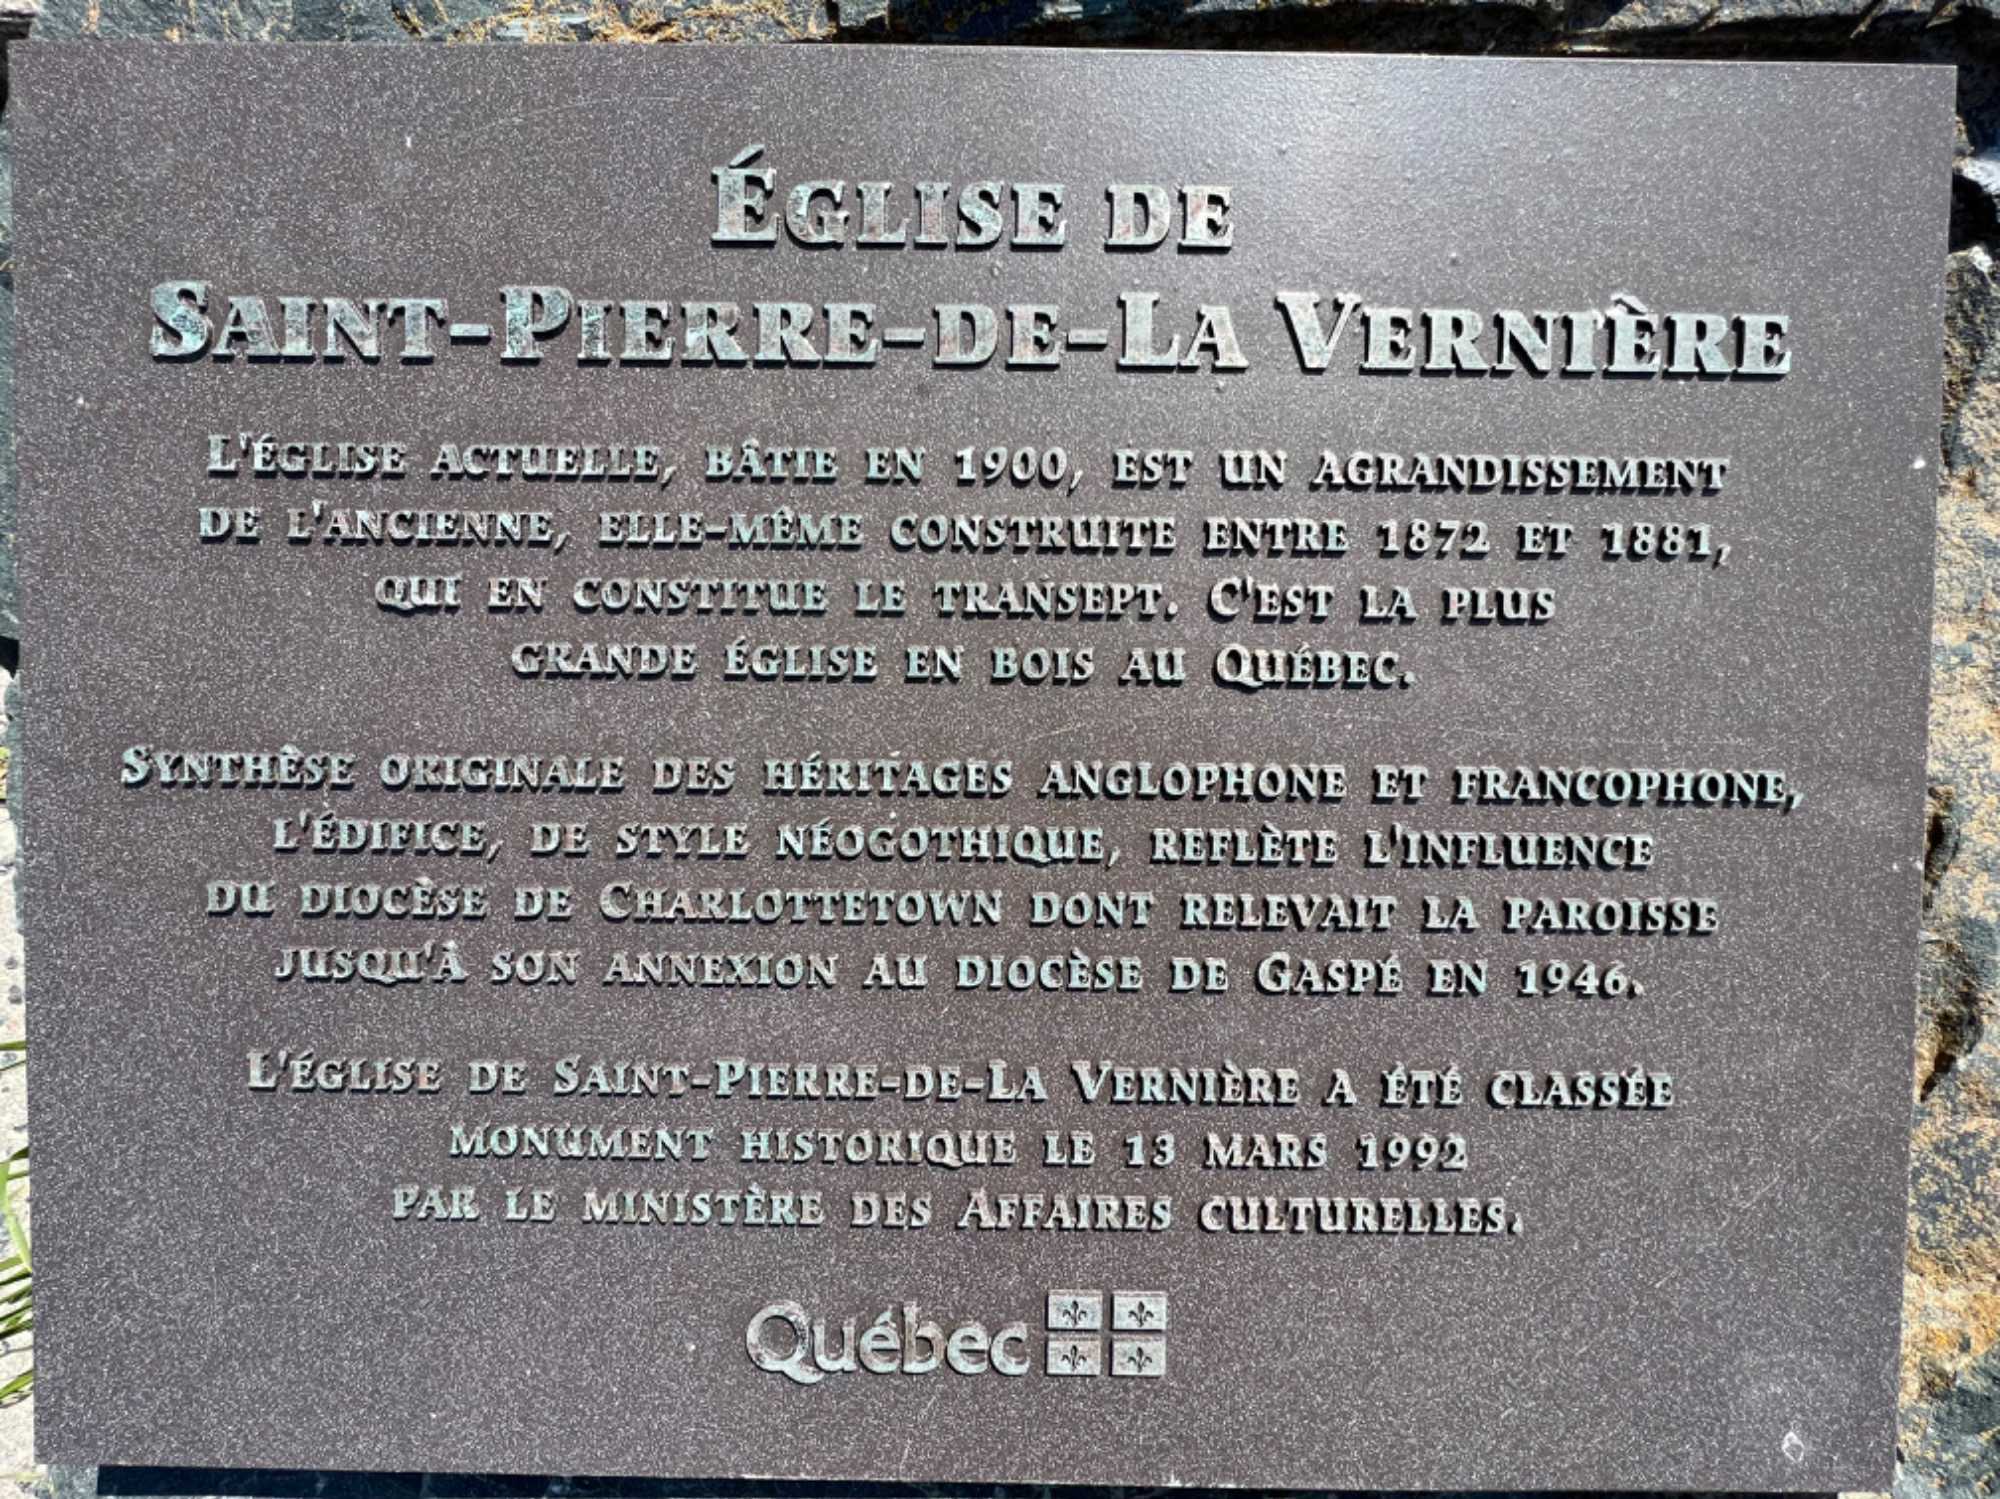 Église de
Saint-Pierre-de-La Vernière
L'église actuelle, bâtie en 1900, est un agrandissement
de l'ancienne, elle-même construite entre 1872 et 1881,
qui en constitue le transept. C'est la plus
grande église en bois au Québec.
Synthèse originale des héritages anglophone et francophone,
l'édifice, de style néogothique, reflète l'influence
du diocèse de Charlottetown dont relevait la paroisse
jusqu'à son annexion au diocèse de Gaspé en 1946.
L'église de Saint-Pierre-de-La Vernière a été classée
monument historique le 13 mars 1992
par le ministère des Affaires culturelles.
Québec